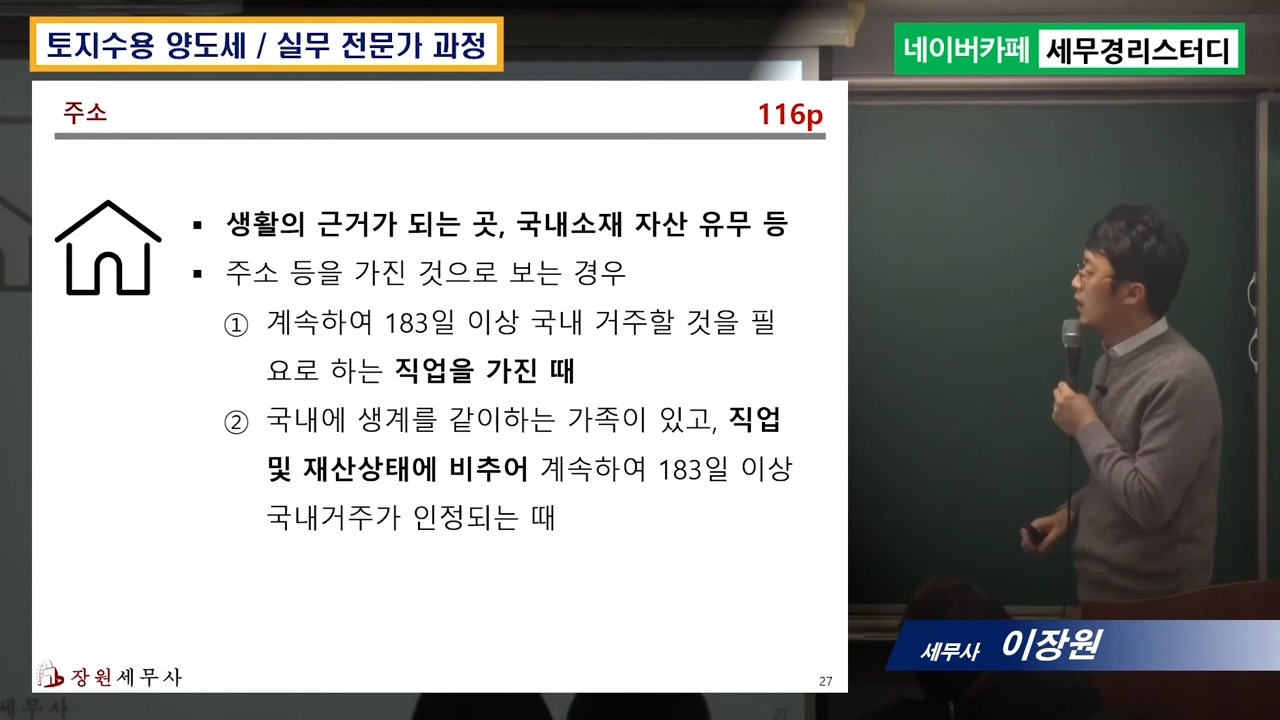 토지수용 양도세 / 실무 전문가 과정
네이버카페 세무경리스터디
주소
116p
▪ 생활의 근거가 되는 곳, 국내소재 자산 유무 등
▪ 주소 등을 가진 것으로 보는 경우
① 계속하여 183일 이상 국내 거주할 것을 필
요로 하는 직업을 가진 때
② 국내에 생계를 같이하는 가족이 있고, 직업
및 재산상태에 비추어 계속하여 183일 이상
국내거주가 인정되는 때
세무사 이장원
장원세무사
27
세무사
27